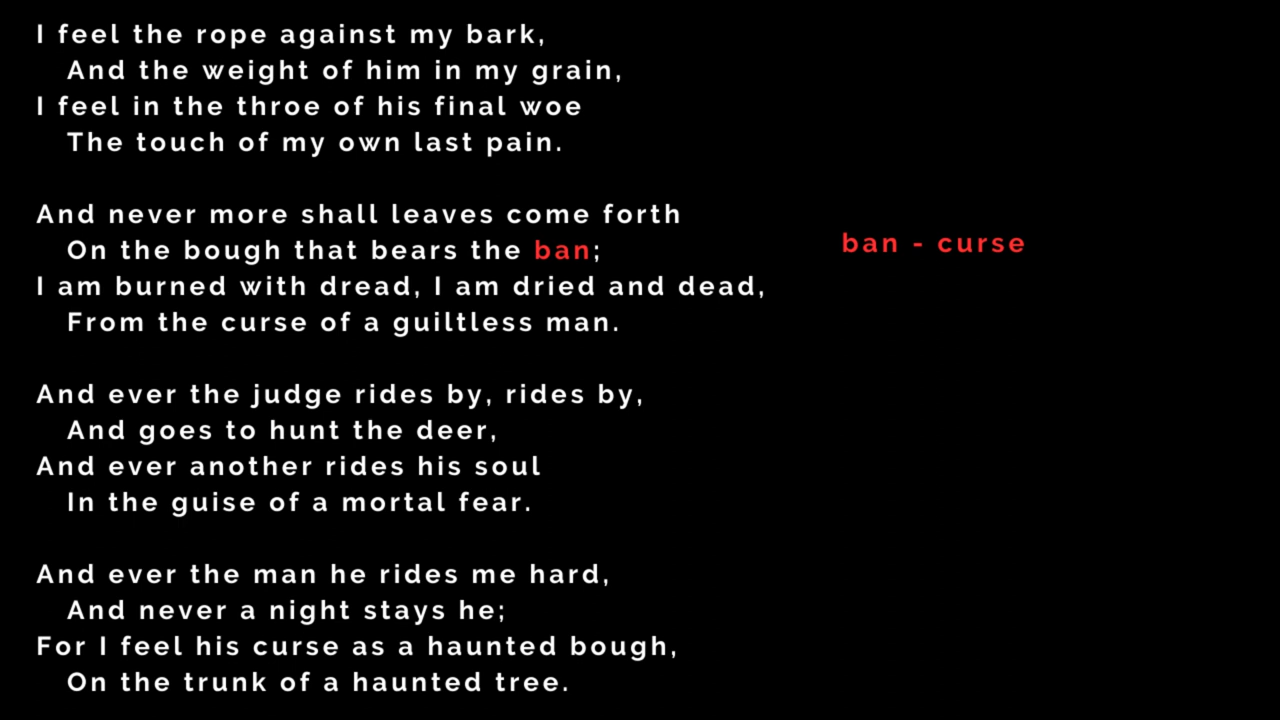 I feel the rope against my bark,
And the weight of him in my grain,
I feel in the throe of his final woe
The touch of my own last pain.

And never more shall leaves come forth
On the bough that bears the ban;
ban - curse
I am burned with dread, I am dried and dead,
From the curse of a guiltless man.

And ever the judge rides by, rides by,
And goes to hunt the deer,
And ever another rides his soul
In the guise of a mortal fear.

And ever the man he rides me hard,
And never a night stays he;
For I feel his curse as a haunted bough,
On the trunk of a haunted tree.